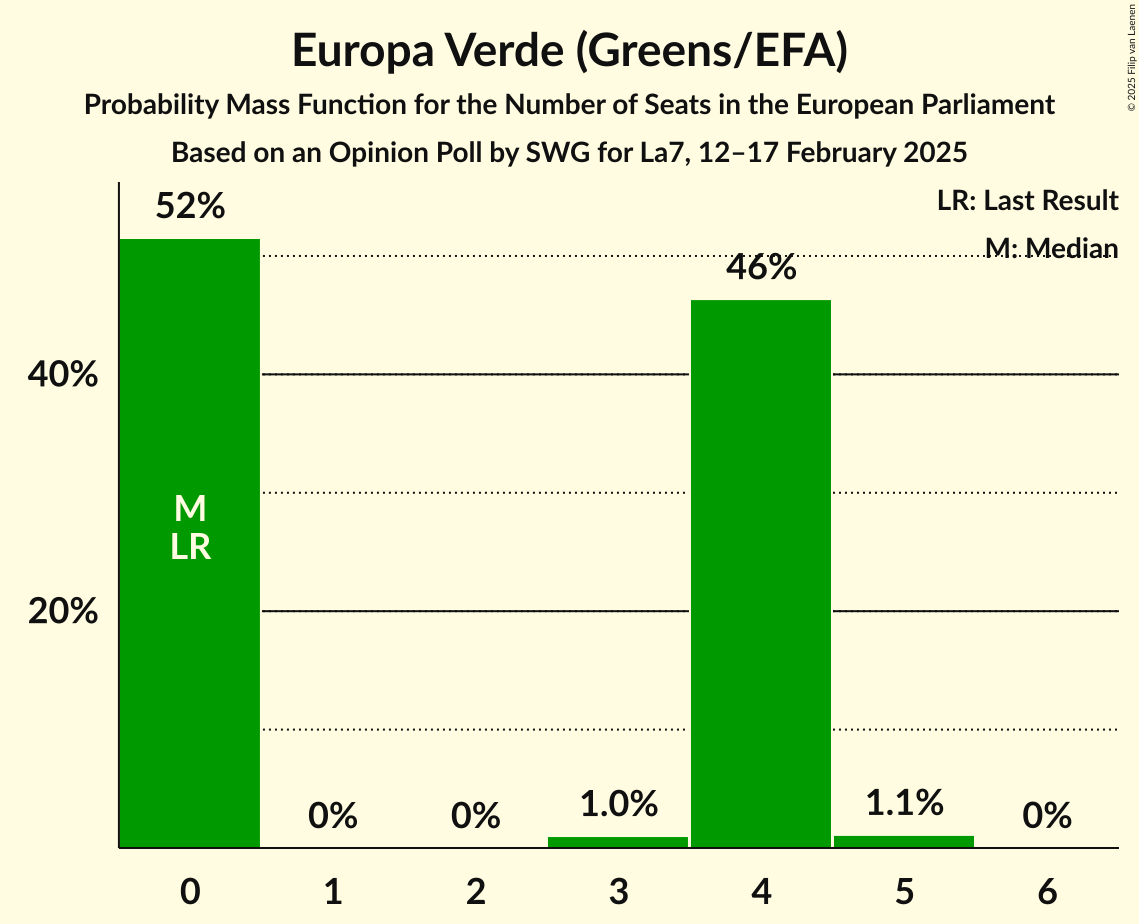 Europa Verde (Greens/EFA)
Probability Mass Function for the Number of Seats in the European Parliament
Based on an Opinion Poll by SWG for La7, 12–17 February 2025
© 2025 Filip van Laenen
LR: Last Result
M: Median
52%
46%
40%
M
LR
20%
0%
0%
1.0%
1.1%
0%
0
1
2
3
4
5
6